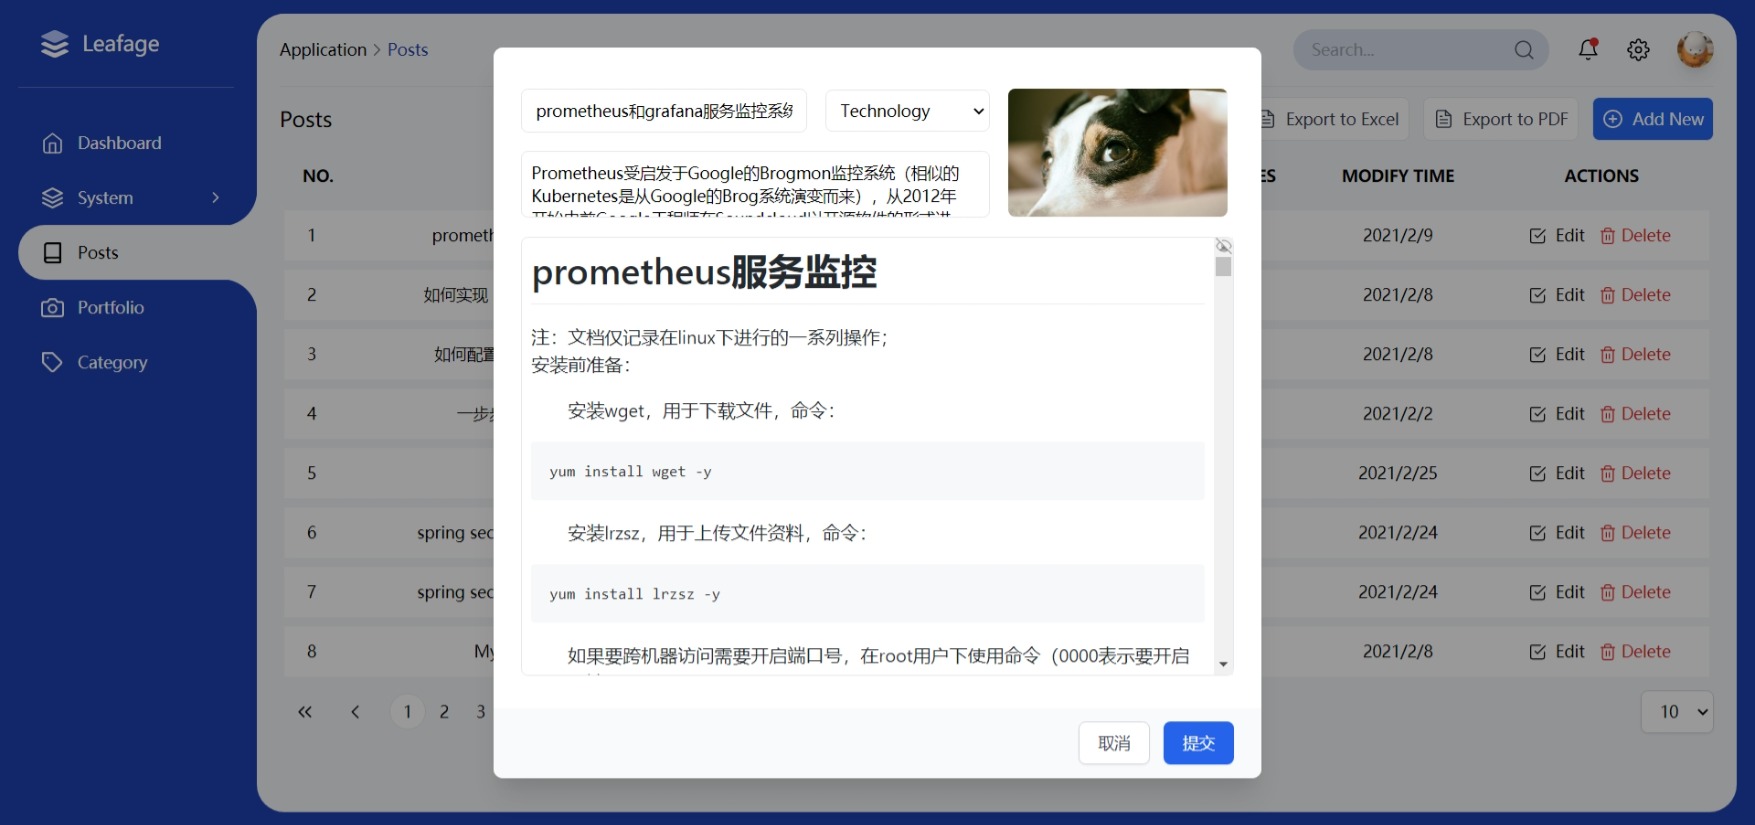 Leafage
Application > Posts
Search...
Dashboard
System
Posts
Portfolio
Category
Posts
Export to Excel
Export to PDF
Add New
NO.
MODIFY TIME
ACTIONS
1
2021/2/9
Edit
Delete
2
如何实现
2021/2/8
Edit
Delete
3
2021/2/8
Edit
Delete
4
2021/2/2
Edit
Delete
5
2021/2/25
Edit
Delete
6
spring sec
2021/2/24
Edit
Delete
7
spring sec
2021/2/24
Edit
Delete
8
My
2021/2/8
Edit
Delete
1 2 3
10
prometheus和grafana服务监控系统
Technology
Prometheus受启发于Google的Brogmon监控系统（相似的
Kubernetes是从Google的Brog系统演变而来），从2012年
prometheus服务监控
注：文档仅记录在linux下进行的一系列操作；
安装前准备：
安装wget，用于下载文件，命令：
yum install wget -y
安装lrzsz，用于上传文件资料，命令：
yum install lrzsz -y
如果要跨机器访问需要开启端口号，在root用户下使用命令（0000表示要开启
取消
提交